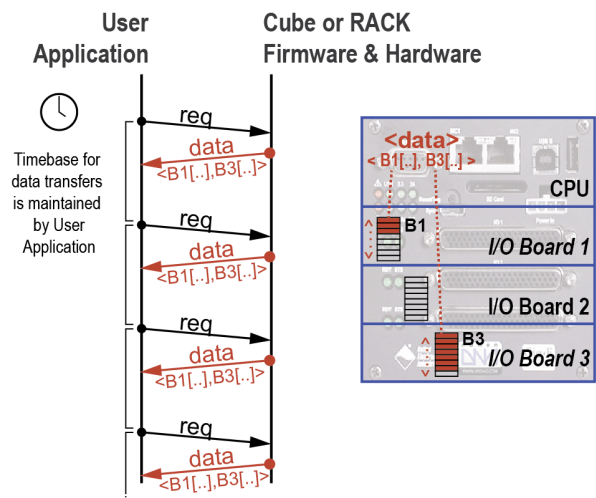 User
Application
Cube or RACK
Firmware & Hardware
Timebase for
data transfers
is maintained
by User
Application
req
data
<B1[..],B3[..]>
req
data
<B1[..],B3[..]>
req
data
<B1[..],B3[..]>
req
data
<B1[..],B3[..]>
<data>
< B1[..], B3[..] >
CPU
B1
I/O Board 1
I/O Board 2
B3
I/O Board 3